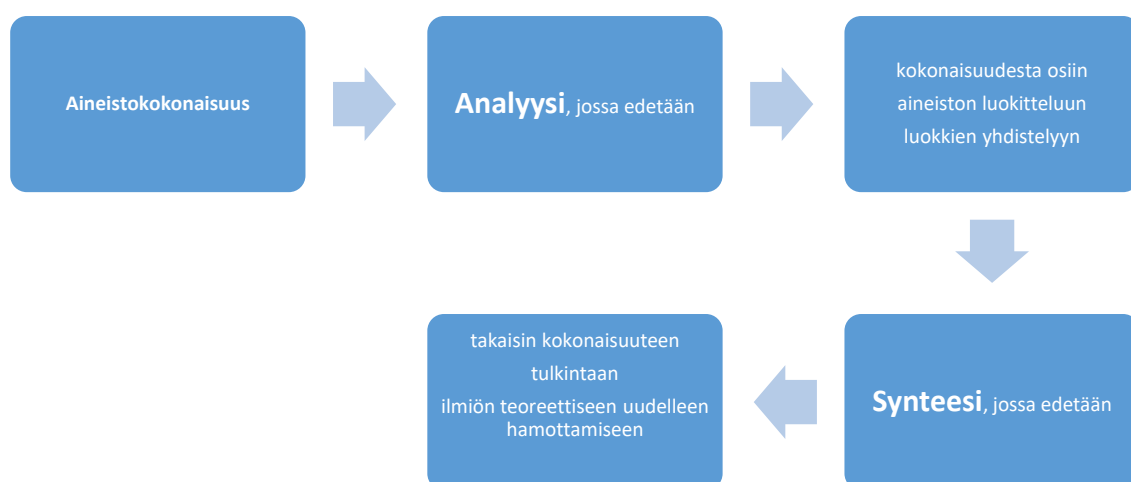 Aineistokokonaisuus
Analyysi, jossa edetään
kokonaisuudesta osiin
aineiston luokitteluun
luokkien yhdistelyyn
Synteesi, jossa edetään
takaisin kokonaisuuteen
tulkintaan
ilmiön teoreettiseen uudelleen
hamottamiseen